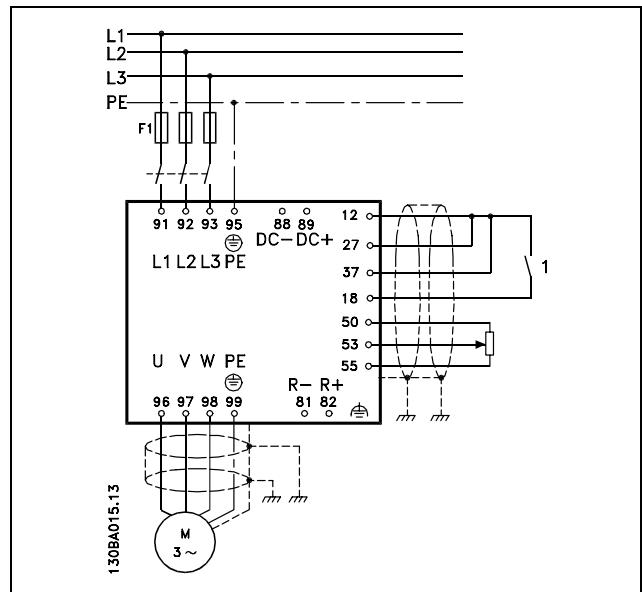 L1
L2
L3
PE
F1
91 92 93 95 88 89
DC- DC+
L1 L2 L3 PE
12
27
37
18
50
53
55
1
U V W PE
R- R+
96 97 98 99 81 82
M
3 ~
130BA015.13